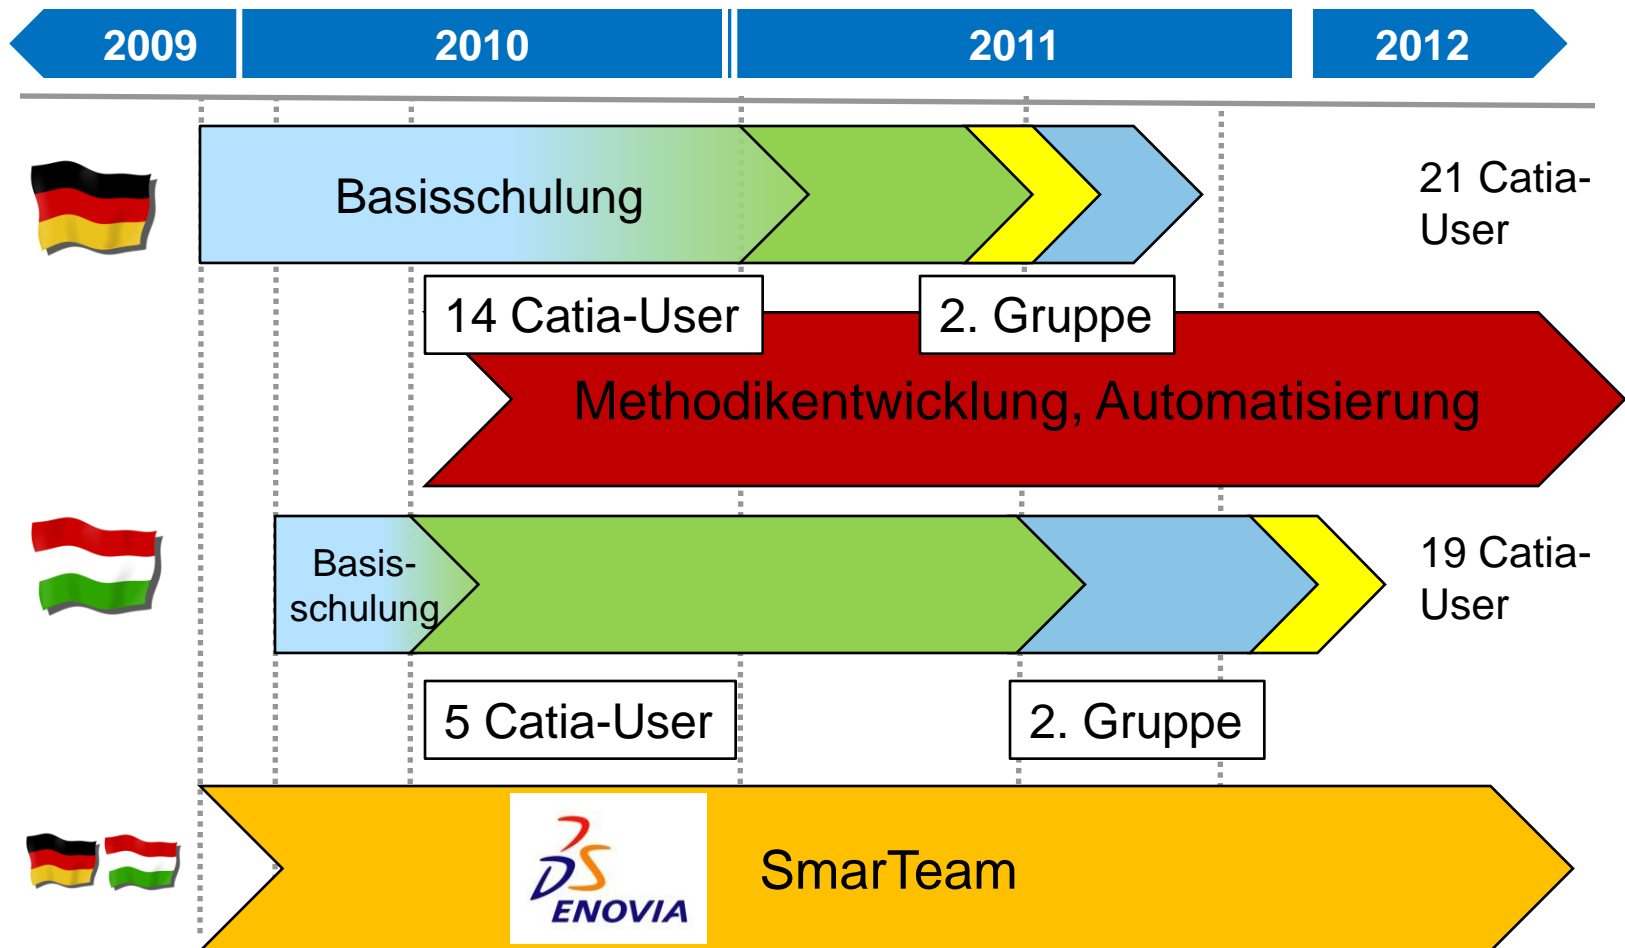 2009
2010
2011
2012
Basisschulung
21 Catia-
User
14 Catia-User
2. Gruppe
Methodikentwicklung, Automatisierung
Basis-
schulung
19 Catia-
User
5 Catia-User
2. Gruppe
DS
ENOVIA
SmarTeam